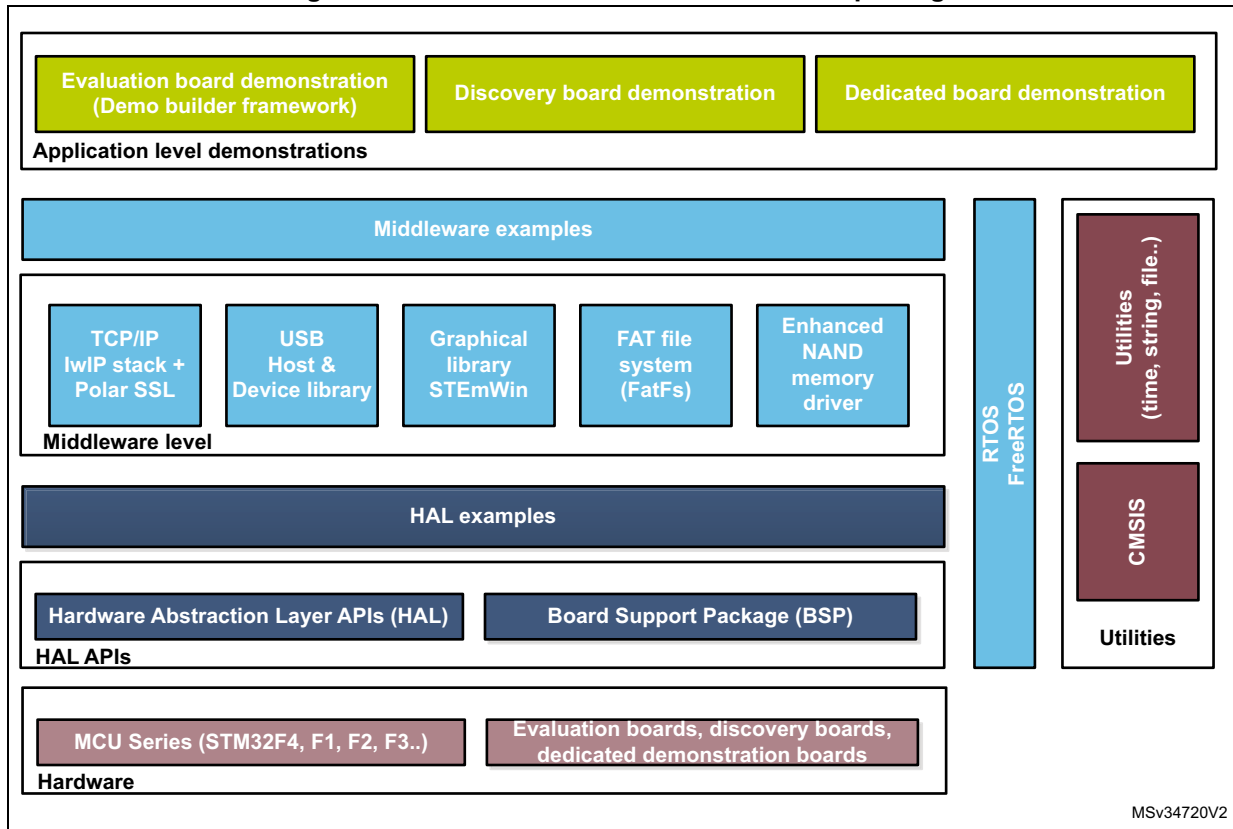 Evaluation board demonstration
(Demo builder framework)
Discovery board demonstration
Dedicated board demonstration
Application level demonstrations
Middleware examples
TCP/IP
lwIP stack +
Polar SSL
USB
Host &
Device library
Graphical
library
STEmWin
FAT file
system
(FatFs)
Enhanced
NAND
memory
driver
Middleware level
HAL examples
Hardware Abstraction Layer APIs (HAL)
Board Support Package (BSP)
HAL APIs
MCU Series (STM32F4, F1, F2, F3..)
Evaluation boards, discovery boards,
dedicated demonstration boards
Hardware
RTOS
FreeRTOS
Utilities
(time, string, file..)
CMSIS
Utilities
MSv34720V2